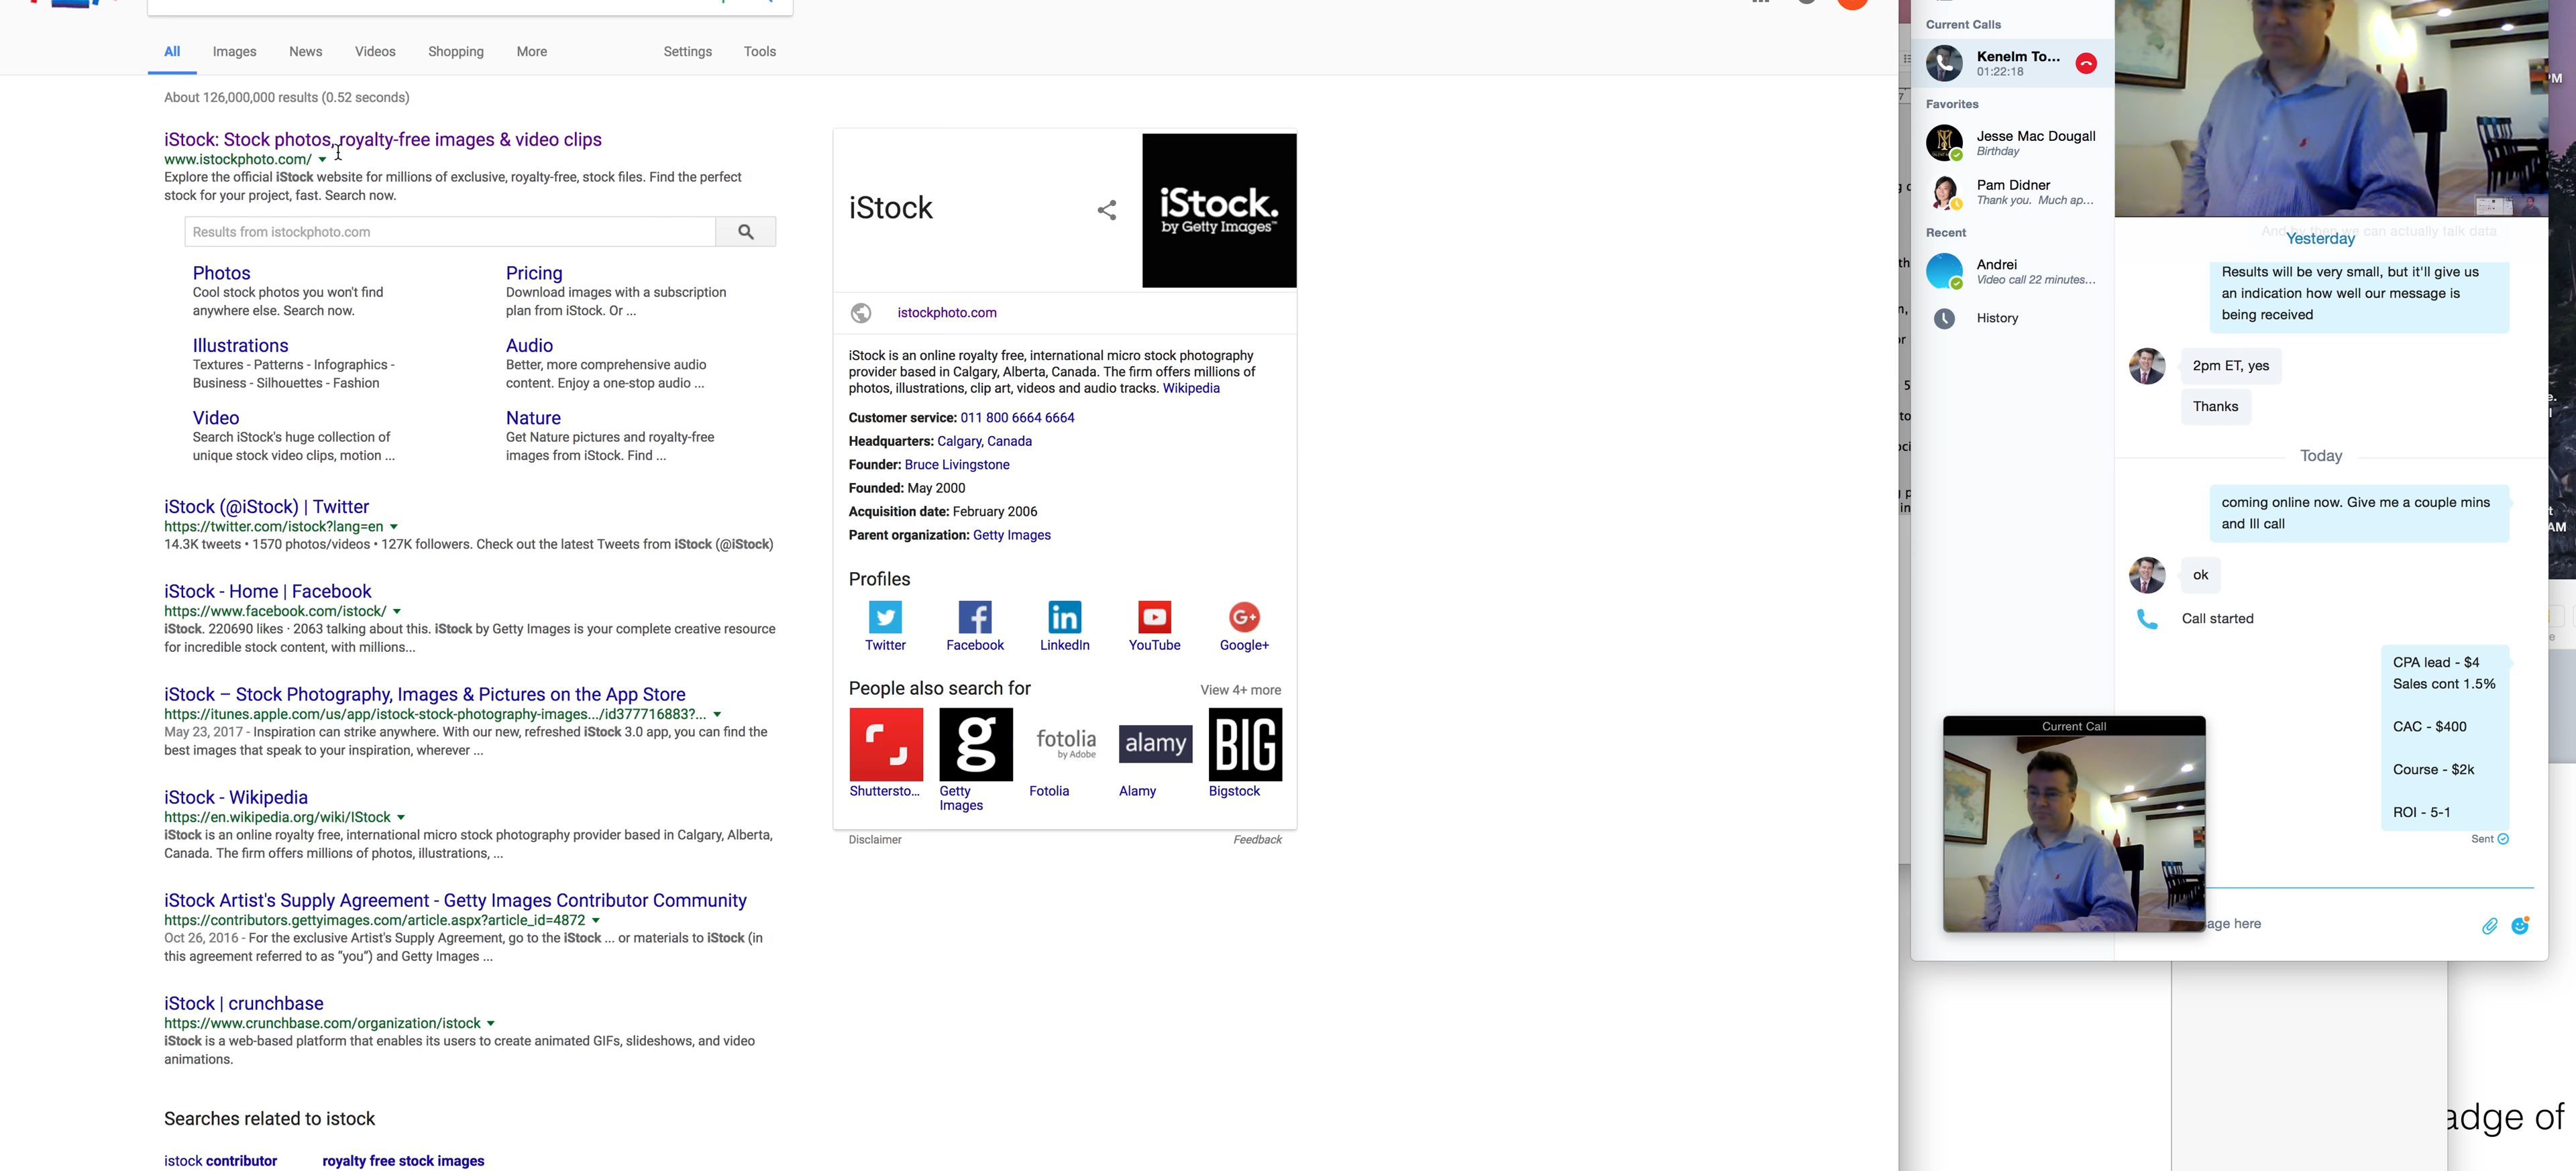 All
Images
News
Videos
Shopping
More
Settings
Tools
About 126,000,000 results (0.52 seconds)
iStock: Stock photos, royalty-free images & video clips
www.istockphoto.com/
Explore the official iStock website for millions of exclusive, royalty-free, stock files. Find the perfect
stock for your project, fast. Search now.
Results from istockphoto.com
Photos
Cool stock photos you won't find
anywhere else. Search now.
Pricing
Download images with a subscription
plan from iStock. Or ...
Illustrations
Textures - Patterns - Infographics -
Business - Silhouettes - Fashion
Audio
Better, more comprehensive audio
content. Enjoy a one-stop audio ...
Video
Search iStock's huge collection of
unique stock video clips, motion ...
Nature
Get Nature pictures and royalty-free
images from iStock. Find ...
iStock (@iStock) | Twitter
https://twitter.com/istock?lang=en
14.3K tweets • 1570 photos/videos • 127K followers. Check out the latest Tweets from iStock (@iStock)
iStock - Home | Facebook
https://www.facebook.com/istock/
iStock. 220690 likes · 2063 talking about this. iStock by Getty Images is your complete creative resource
for incredible stock content, with millions...
iStock – Stock Photography, Images & Pictures on the App Store
https://itunes.apple.com/us/app/istock-stock-photography-images.../id377716883?...
May 23, 2017 - Inspiration can strike anywhere. With our new, refreshed iStock 3.0 app, you can find the
best images that speak to your inspiration, wherever ...
iStock - Wikipedia
https://en.wikipedia.org/wiki/IStock
iStock is an online royalty free, international micro stock photography provider based in Calgary, Alberta,
Canada. The firm offers millions of photos, illustrations, ...
iStock Artist's Supply Agreement - Getty Images Contributor Community
https://contributors.gettyimages.com/article.aspx?article_id=4872
Oct 26, 2016 - For the exclusive Artist's Supply Agreement, go to the iStock ... or materials to iStock (in
this agreement referred to as “you”) and Getty Images ...
iStock | crunchbase
https://www.crunchbase.com/organization/istock
iStock is a web-based platform that enables its users to create animated GIFs, slideshows, and video
animations.
Searches related to istock
istock contributor
royalty free stock images
iStock
iStock.
by Getty Images™
istockphoto.com
iStock is an online royalty free, international micro stock photography
provider based in Calgary, Alberta, Canada. The firm offers millions of
photos, illustrations, clip art, videos and audio tracks. Wikipedia
Customer service: 011 800 6664 6664
Headquarters: Calgary, Canada
Founder: Bruce Livingstone
Founded: May 2000
Acquisition date: February 2006
Parent organization: Getty Images
Profiles
Twitter
Facebook
LinkedIn
YouTube
Google+
People also search for
View 4+ more
fotolia
by Adobe
alamy
BIG
Shuttersto...
Getty
Images
Fotolia
Alamy
Bigstock
Disclaimer
Feedback
Current Calls
Kenelm To...
01:22:18
Favorites
Jesse Mac Dougall
Birthday
Pam Didner
Thank you. Much ap...
Recent
Andrei
Video call 22 minutes...
History
And by then we can actually talk data
Yesterday
Results will be very small, but it'll give us
an indication how well our message is
being received
2pm ET, yes
Thanks
Today
coming online now. Give me a couple mins
and Ill call
ok
Call started
CPA lead - $4
Sales cont 1.5%
CAC - $400
Course - $2k
ROI - 5-1
Sent
Current Call
age here
adge of